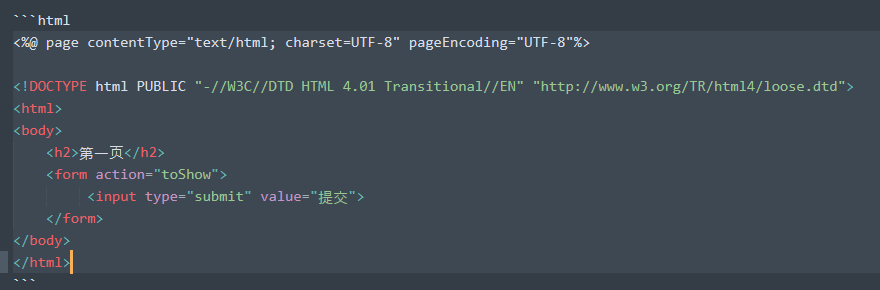 ```html
<%@ page contentType="text/html; charset=UTF-8" pageEncoding="UTF-8"%>
<!DOCTYPE html PUBLIC "-//W3C//DTD HTML 4.01 Transitional//EN" "http://www.w3.org/TR/html4/loose.dtd">
<html>
<body>
    <h2>第一页</h2>
    <form action="toShow">
         <input type="submit" value="提交">
    </form>
</body>
</html>
```